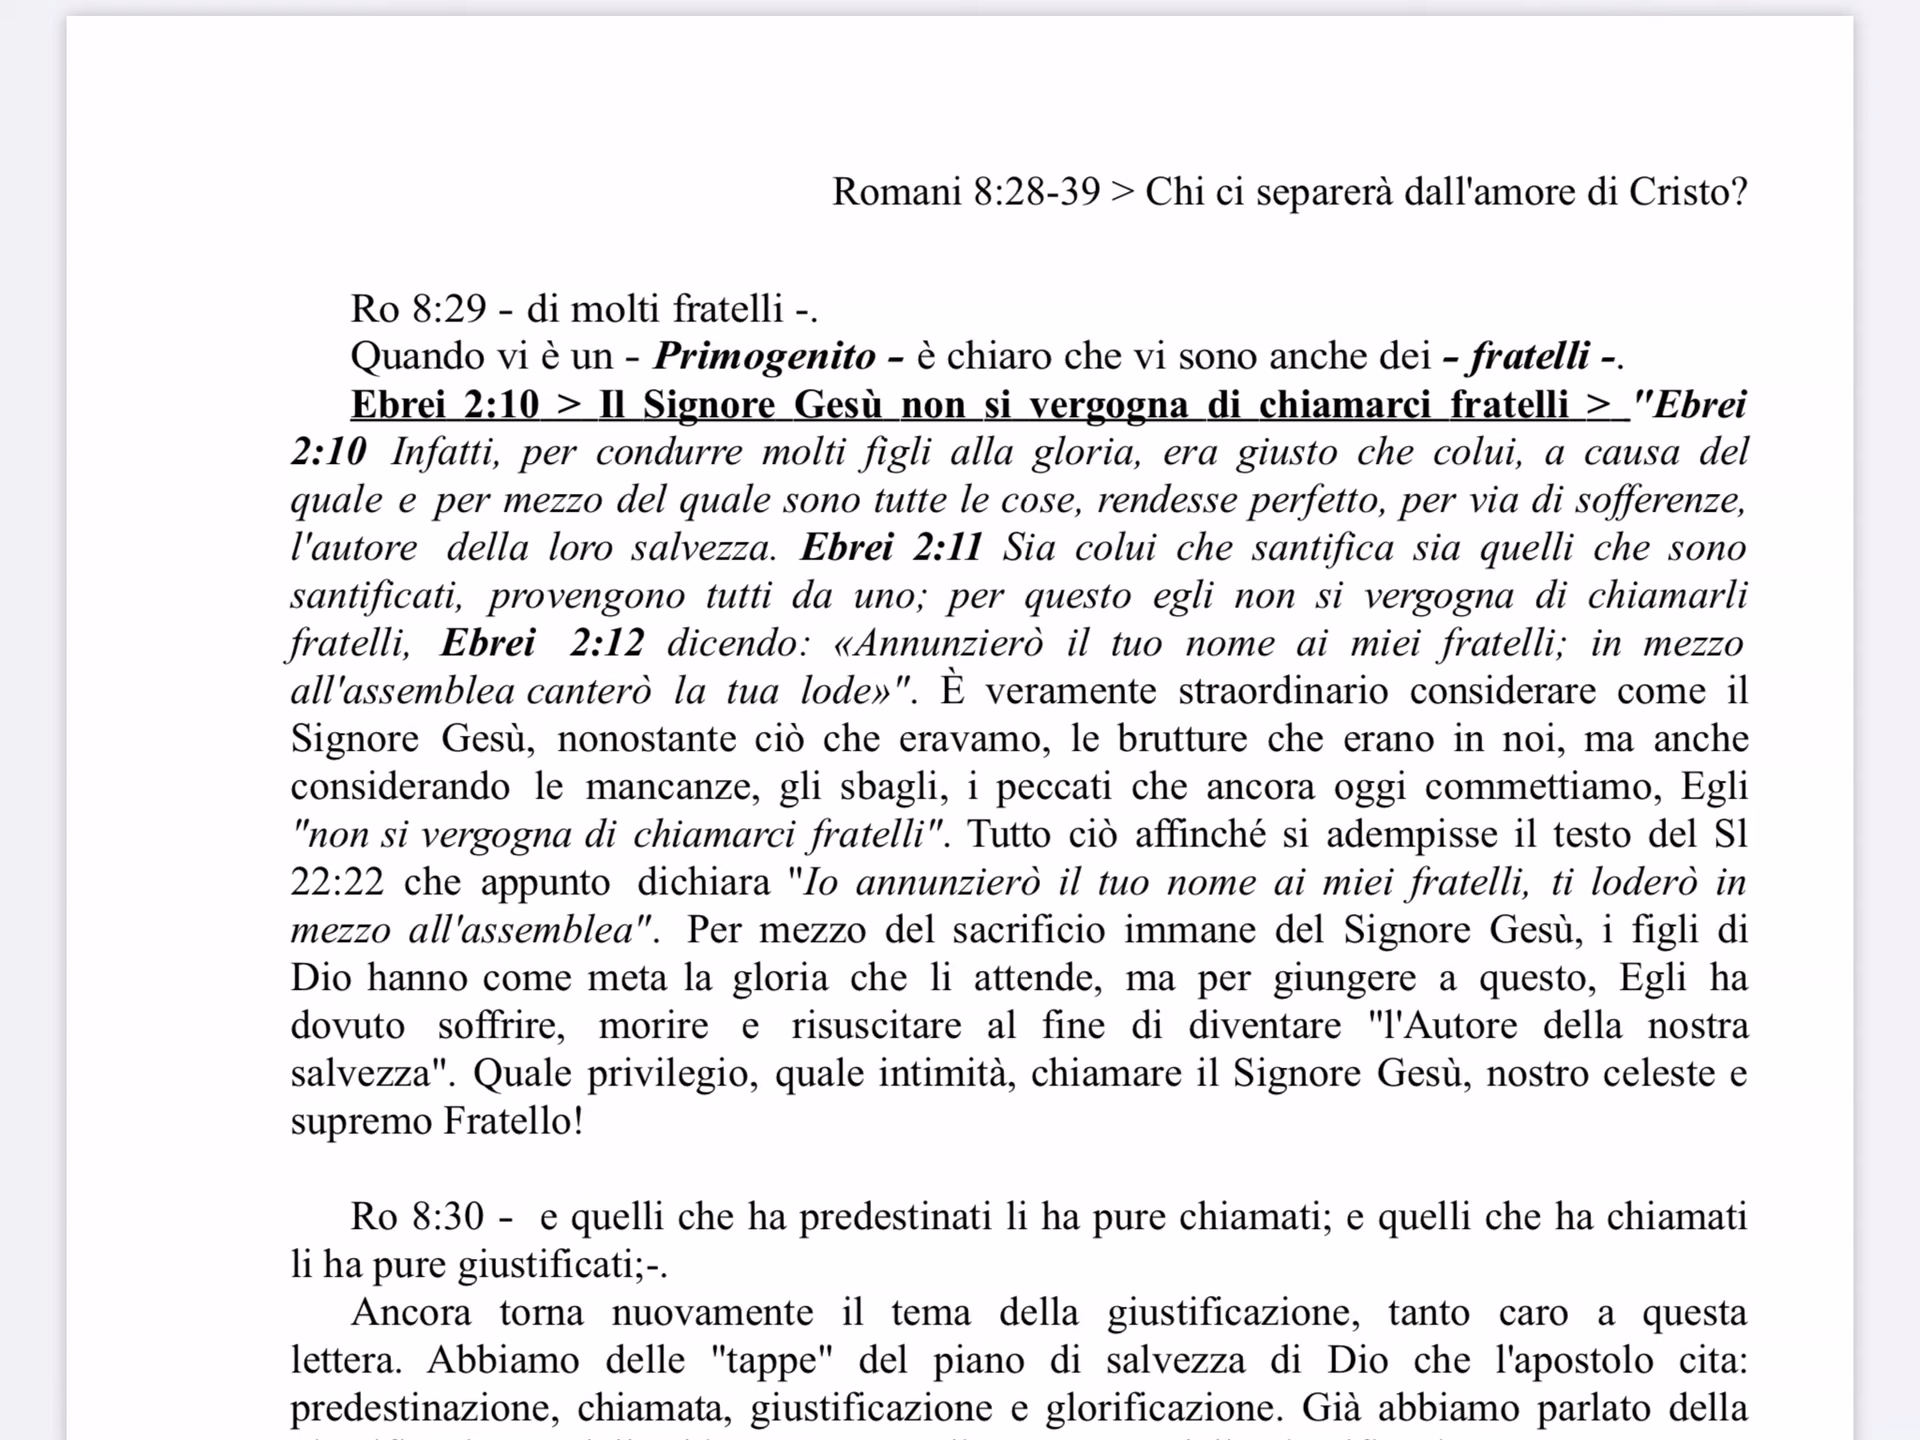 Romani 8:28-39 > Chi ci separerà dall'amore di Cristo?
Ro 8:29 - di molti fratelli -.
Quando vi è un - Primogenito - è chiaro che vi sono anche dei - fratelli -.
Ebrei 2:10 > Il Signore Gesù non si vergogna di chiamarci fratelli > "Ebrei
2:10 Infatti, per condurre molti figli alla gloria, era giusto che colui, a causa del
quale e per mezzo del quale sono tutte le cose, rendesse perfetto, per via di sofferenze,
l'autore della loro salvezza. Ebrei 2:11 Sia colui che santifica sia quelli che sono
santificati, provengono tutti da uno; per questo egli non si vergogna di chiamarli
fratelli, Ebrei 2:12 dicendo: «Annunzierò il tuo nome ai miei fratelli; in mezzo
all'assemblea canterò la tua lode»". È veramente straordinario considerare come il
Signore Gesù, nonostante ciò che eravamo, le brutture che erano in noi, ma anche
considerando le mancanze, gli sbagli, i peccati che ancora oggi commettiamo, Egli
"non si vergogna di chiamarci fratelli". Tutto ciò affinché si adempisse il testo del Sl
22:22 che appunto dichiara "Io annunzierò il tuo nome ai miei fratelli, ti loderò in
mezzo all'assemblea". Per mezzo del sacrificio immane del Signore Gesù, i figli di
Dio hanno come meta la gloria che li attende, ma per giungere a questo, Egli ha
dovuto soffrire, morire e risuscitare al fine di diventare "l'Autore della nostra
salvezza". Quale privilegio, quale intimità, chiamare il Signore Gesù, nostro celeste e
supremo Fratello!
Ro 8:30 - e quelli che ha predestinati li ha pure chiamati; e quelli che ha chiamati
li ha pure giustificati;-.
Ancora torna nuovamente il tema della giustificazione, tanto caro a questa
lettera. Abbiamo delle "tappe" del piano di salvezza di Dio che l'apostolo cita:
predestinazione, chiamata, giustificazione e glorificazione. Già abbiamo parlato della